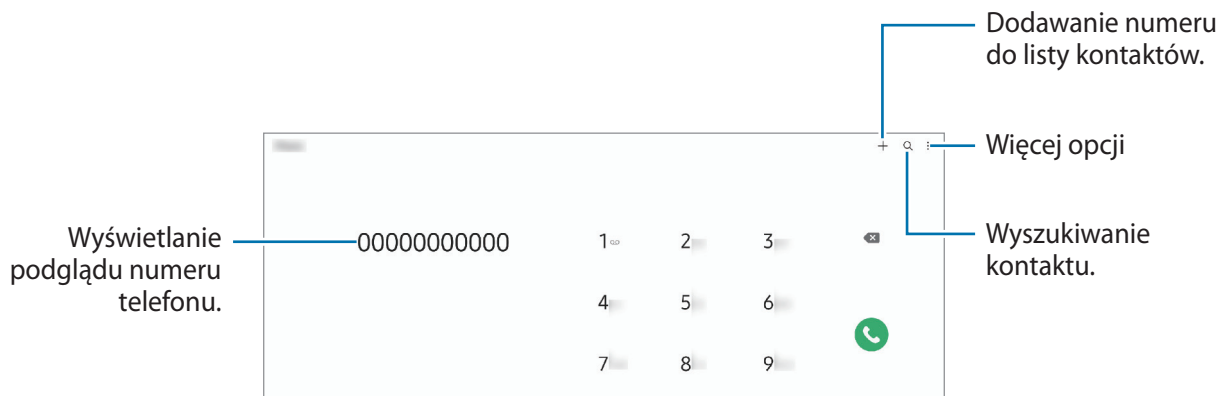 Dodawanie numeru
do listy kontaktów.
Więcej opcji
Wyświetlanie
podglądu numeru
telefonu.
00000000000
1 2 3
Wyszukiwanie
kontaktu.
4 5 6
7 8 9